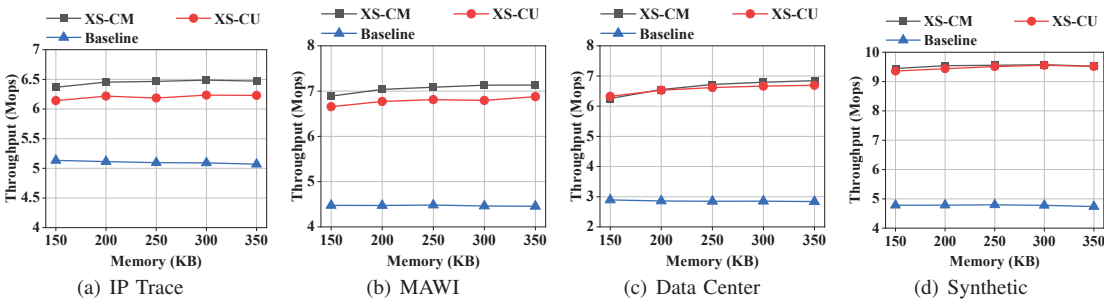 XS-CM XS-CU
Baseline
Throughput (Mops)
7
6.5
6
5.5
5
4.5
4
150 200 250 300 350
Memory (KB)
(a) IP Trace
XS-CM XS-CU
Baseline
Throughput (Mops)
8
7
6
5
4
150 200 250 300 350
Memory (KB)
(b) MAWI
XS-CM XS-CU
Baseline
Throughput (Mops)
8
7
6
5
4
3
2
150 200 250 300 350
Memory (KB)
(c) Data Center
XS-CM XS-CU
Baseline
Throughput (Mops)
10
9
8
7
6
5
4
150 200 250 300 350
Memory (KB)
(d) Synthetic